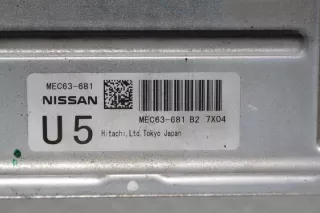 MEC63-681
NISSAN
MEC63-681 B2 7X04
U5
Hitachi,Ltd.Tokyo Japan